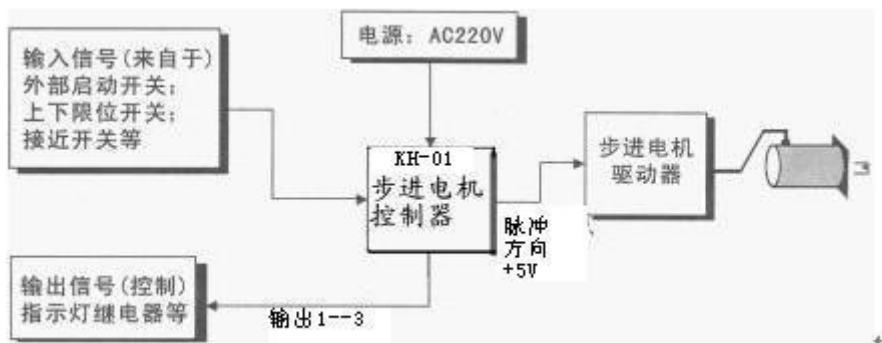 电源: AC220V
输入信号(来自于)
外部启动开关;
上下限位开关;
接近开关等
KH-01
步进电机
控制器
步进电机
驱动器
脉冲
方向
+5V
输出信号(控制)
指示灯继电器等
输出1--3